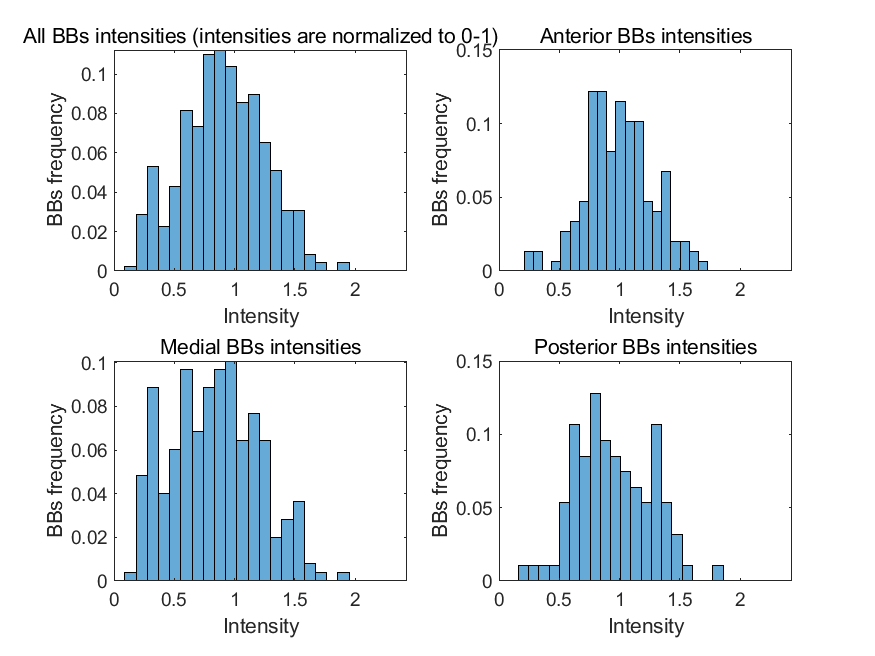 All BBs intensities (intensities are normalized to 0-1)
BBs frequency
0.1
0.08
0.06
0.04
0.02
0
0 0.5 1 1.5 2
Intensity
Anterior BBs intensities
BBs frequency
0.15
0.1
0.05
0
0 0.5 1 1.5 2
Intensity
Medial BBs intensities
BBs frequency
0.1
0.08
0.06
0.04
0.02
0
0 0.5 1 1.5 2
Intensity
Posterior BBs intensities
BBs frequency
0.15
0.1
0.05
0
0 0.5 1 1.5 2
Intensity